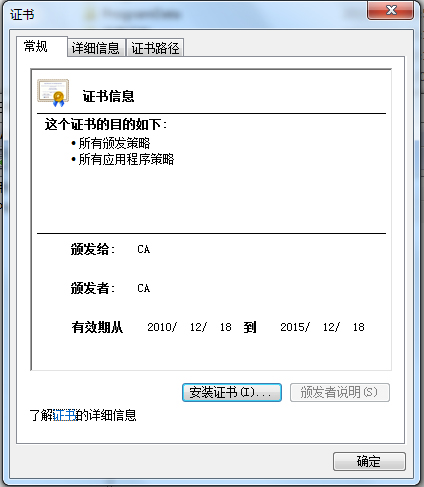 证书
ProgramData
常规
详细信息
证书路径
证书信息
这个证书的目的如下：
•所有颁发策略
•所有应用程序策略
颁发给： CA
颁发者： CA
有效期从 2010/ 12/ 18 到 2015/ 12/ 18
安装证书(I)...
颁发者说明(S)
了解证书的详细信息
确定